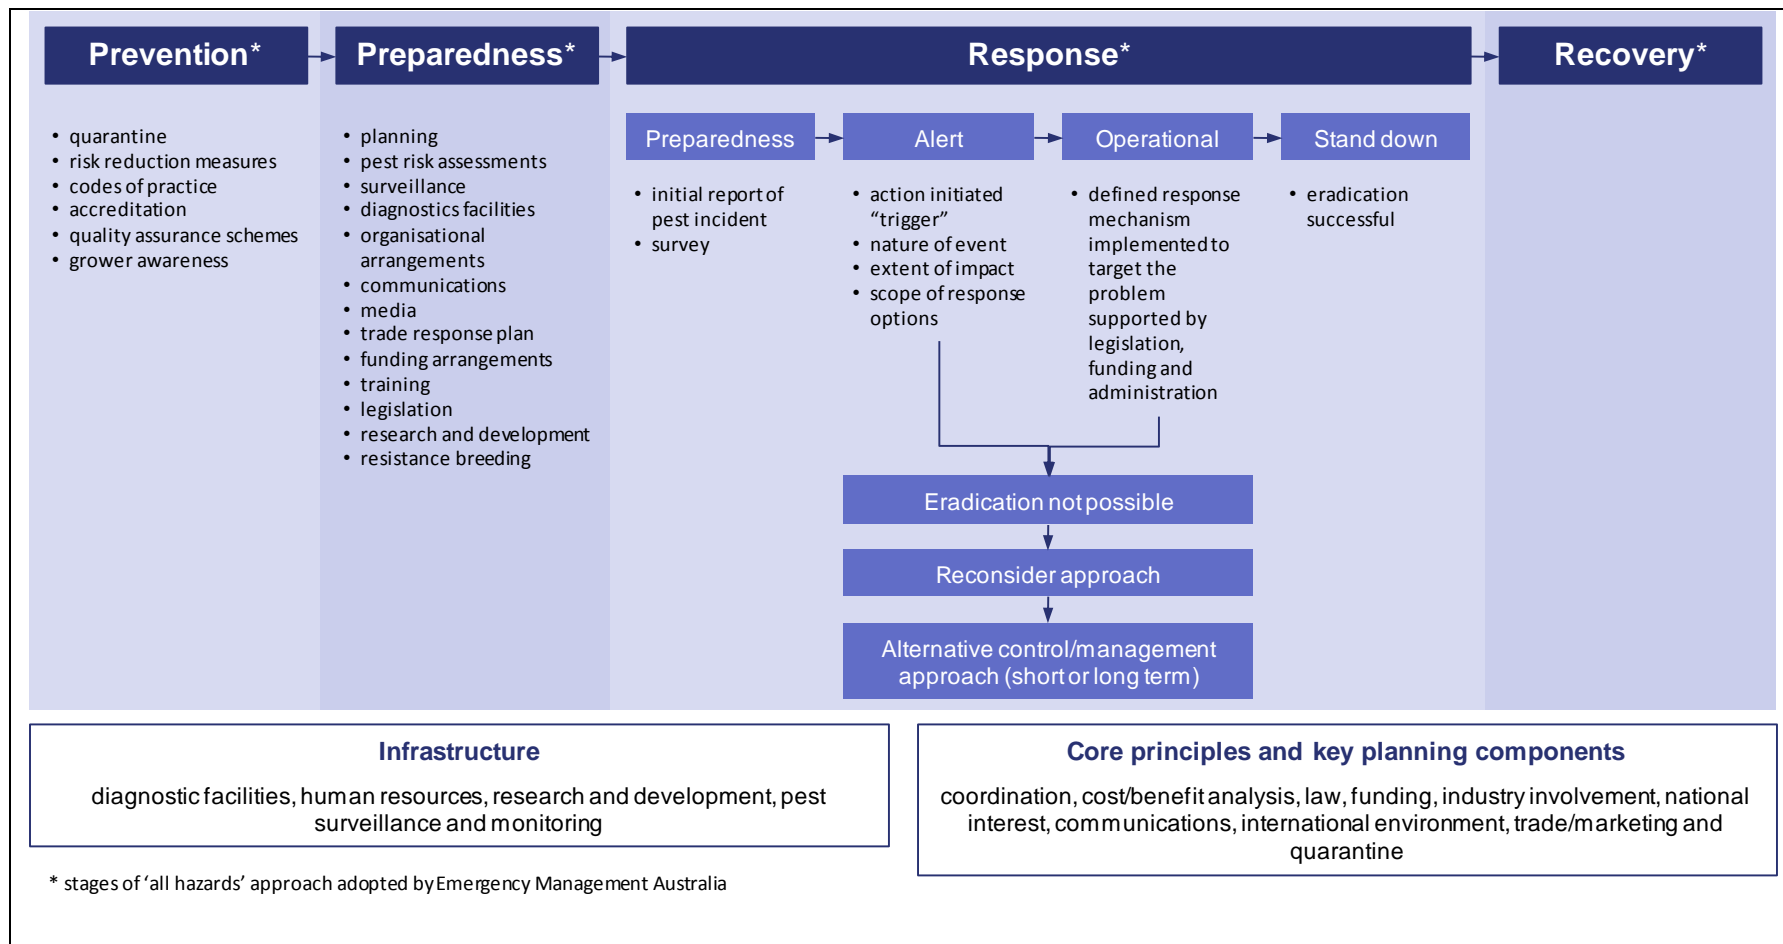 Prevention*
Preparedness*
Response*
Recovery*
• quarantine
• risk reduction measures
• codes of practice
• accreditation
• quality assurance schemes
• grower awareness
• planning
• pest risk assessments
• surveillance
• diagnostics facilities
• organisational
arrangements
• communications
• media
• trade response plan
• funding arrangements
• training
• legislation
• research and development
• resistance breeding
Preparedness
Alert
Operational
Stand down
• initial report of
pest incident
• survey
• action initiated
“trigger”
• nature of event
• extent of impact
• scope of response
options
• defined response
mechanism
implemented to
target the
problem
supported by
legislation,
funding and
administration
• eradication
successful
Eradication not possible
Reconsider approach
Alternative control/management
approach (short or long term)
Infrastructure
diagnostic facilities, human resources, research and development, pest
surveillance and monitoring
Core principles and key planning components
coordination, cost/benefit analysis, law, funding, industry involvement, national
interest, communications, international environment, trade/marketing and
quarantine
* stages of ‘all hazards’ approach adopted by Emergency Management Australia